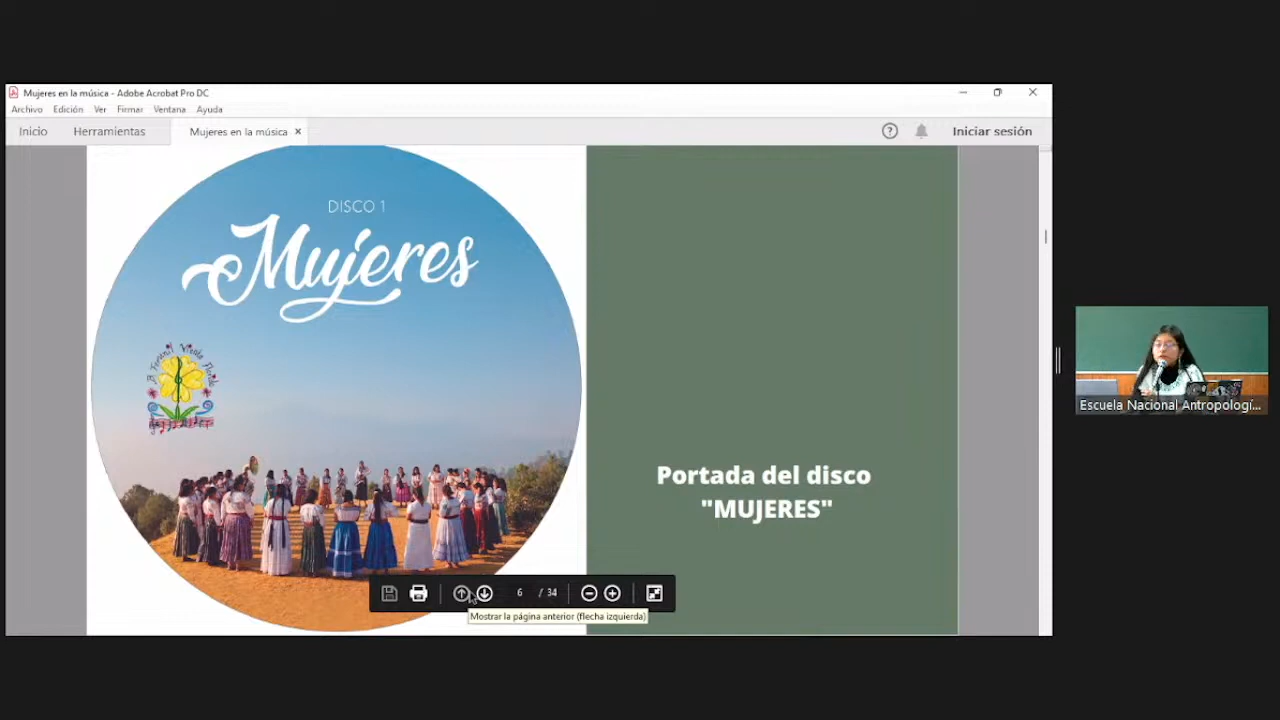 Mujeres en la música - Adobe Acrobat Pro DC
Archivo Edición Ver Firmar Ventana Ayuda
Inicio Herramientas Mujeres en la música × Iniciar sesión
DISCO 1
Mujeres
Portada del disco
"MUJERES"
6 / 34
Mostrar la página anterior (flecha izquierda)
Escuela Nacional Antropologí...